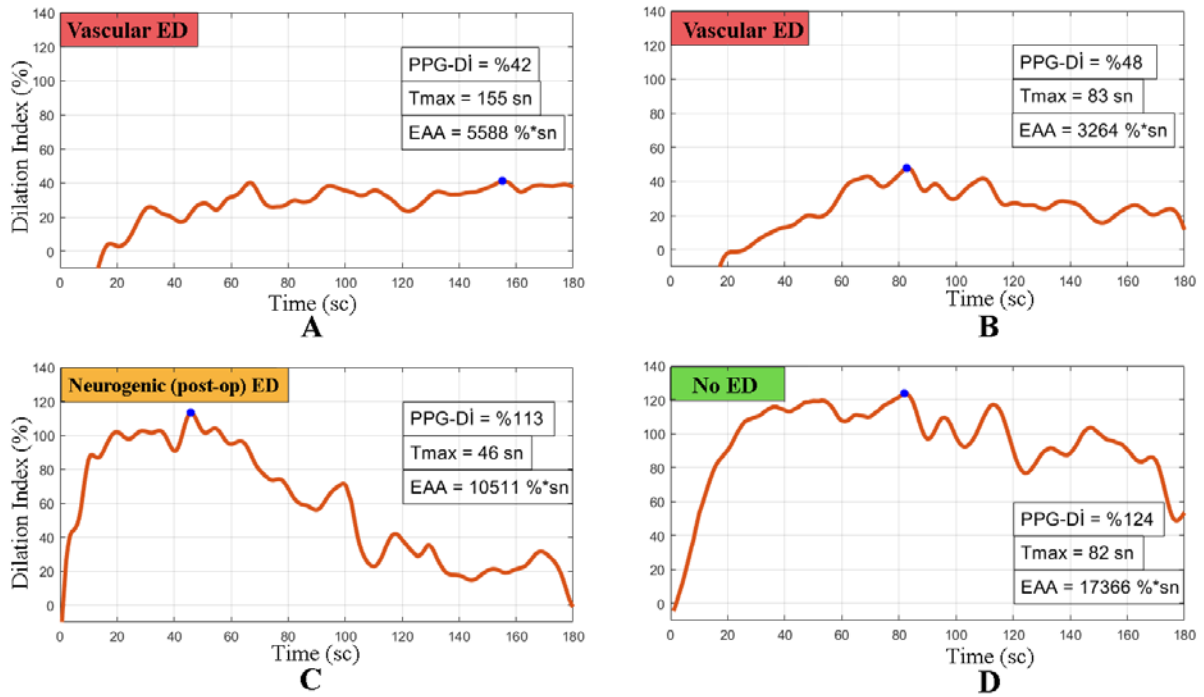 Vascular ED
PPG-Dİ = %42
Tmax = 155 sn
EAA = 5588 %*sn
Dilation Index (%)
140
120
100
80
60
40
20
0
0 20 40 60 80 100 120 140 160 180
Time (sc)
A
Vascular ED
PPG-Dİ = %48
Tmax = 83 sn
EAA = 3264 %*sn
140
120
100
80
60
40
20
0
0 20 40 60 80 100 120 140 160 180
Time (sc)
B
Neurogenic (post-op) ED
PPG-Dİ = %113
Tmax = 46 sn
EAA = 10511 %*sn
Dilation Index (%)
140
120
100
80
60
40
20
0
0 20 40 60 80 100 120 140 160 180
Time (sc)
C
No ED
PPG-Dİ = %124
Tmax = 82 sn
EAA = 17366 %*sn
140
120
100
80
60
40
20
0
0 20 40 60 80 100 120 140 160 180
Time (sc)
D